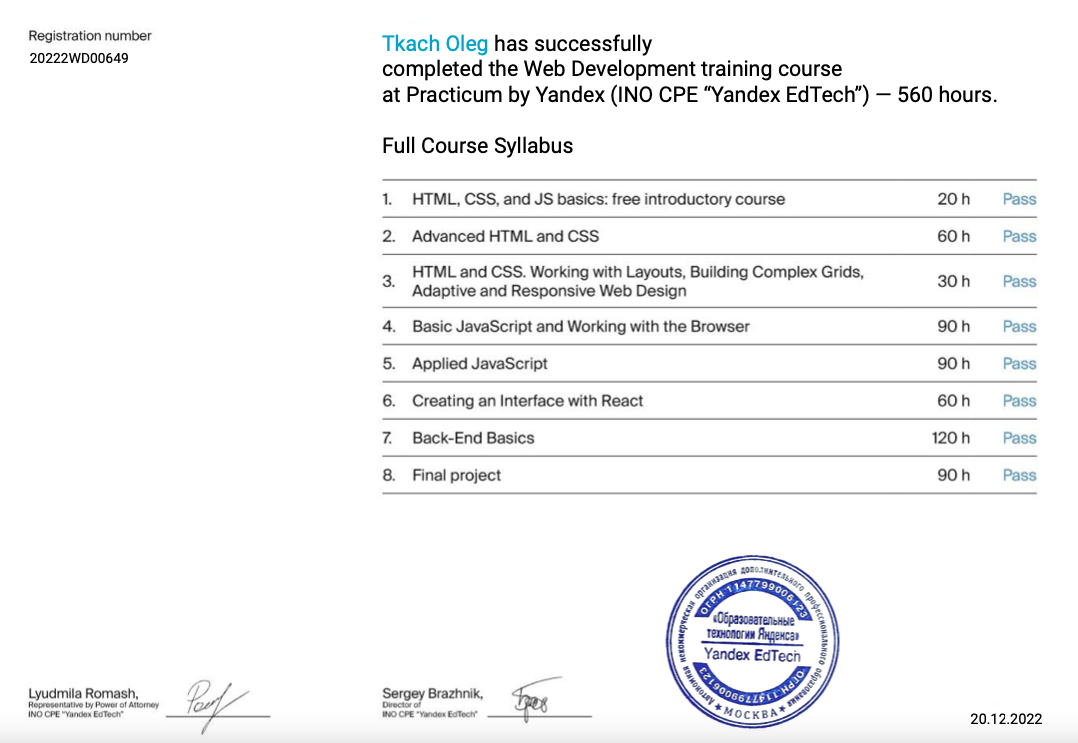 Registration number
20222WD00649
Tkach Oleg has successfully
completed the Web Development training course
at Practicum by Yandex (INO CPE “Yandex EdTech”) — 560 hours.
Full Course Syllabus
1. HTML, CSS, and JS basics: free introductory course 20 h Pass
2. Advanced HTML and CSS 60 h Pass
3. HTML and CSS. Working with Layouts, Building Complex Grids,
Adaptive and Responsive Web Design 30 h Pass
4. Basic JavaScript and Working with the Browser 90 h Pass
5. Applied JavaScript 90 h Pass
6. Creating an Interface with React 60 h Pass
7. Back-End Basics 120 h Pass
8. Final project 90 h Pass
Автономная некоммерческая организация дополнительного профессионального образования
ОГРН 1147799006123
«Образовательные
технологии Яндекса»
Yandex EdTech
ОГРН 1147799006123
★ МОСКВА ★
Lyudmila Romash,
Representative by Power of Attorney
INO CPE "Yandex EdTech"
Sergey Brazhnik,
Director of
INO CPE "Yandex EdTech"
20.12.2022